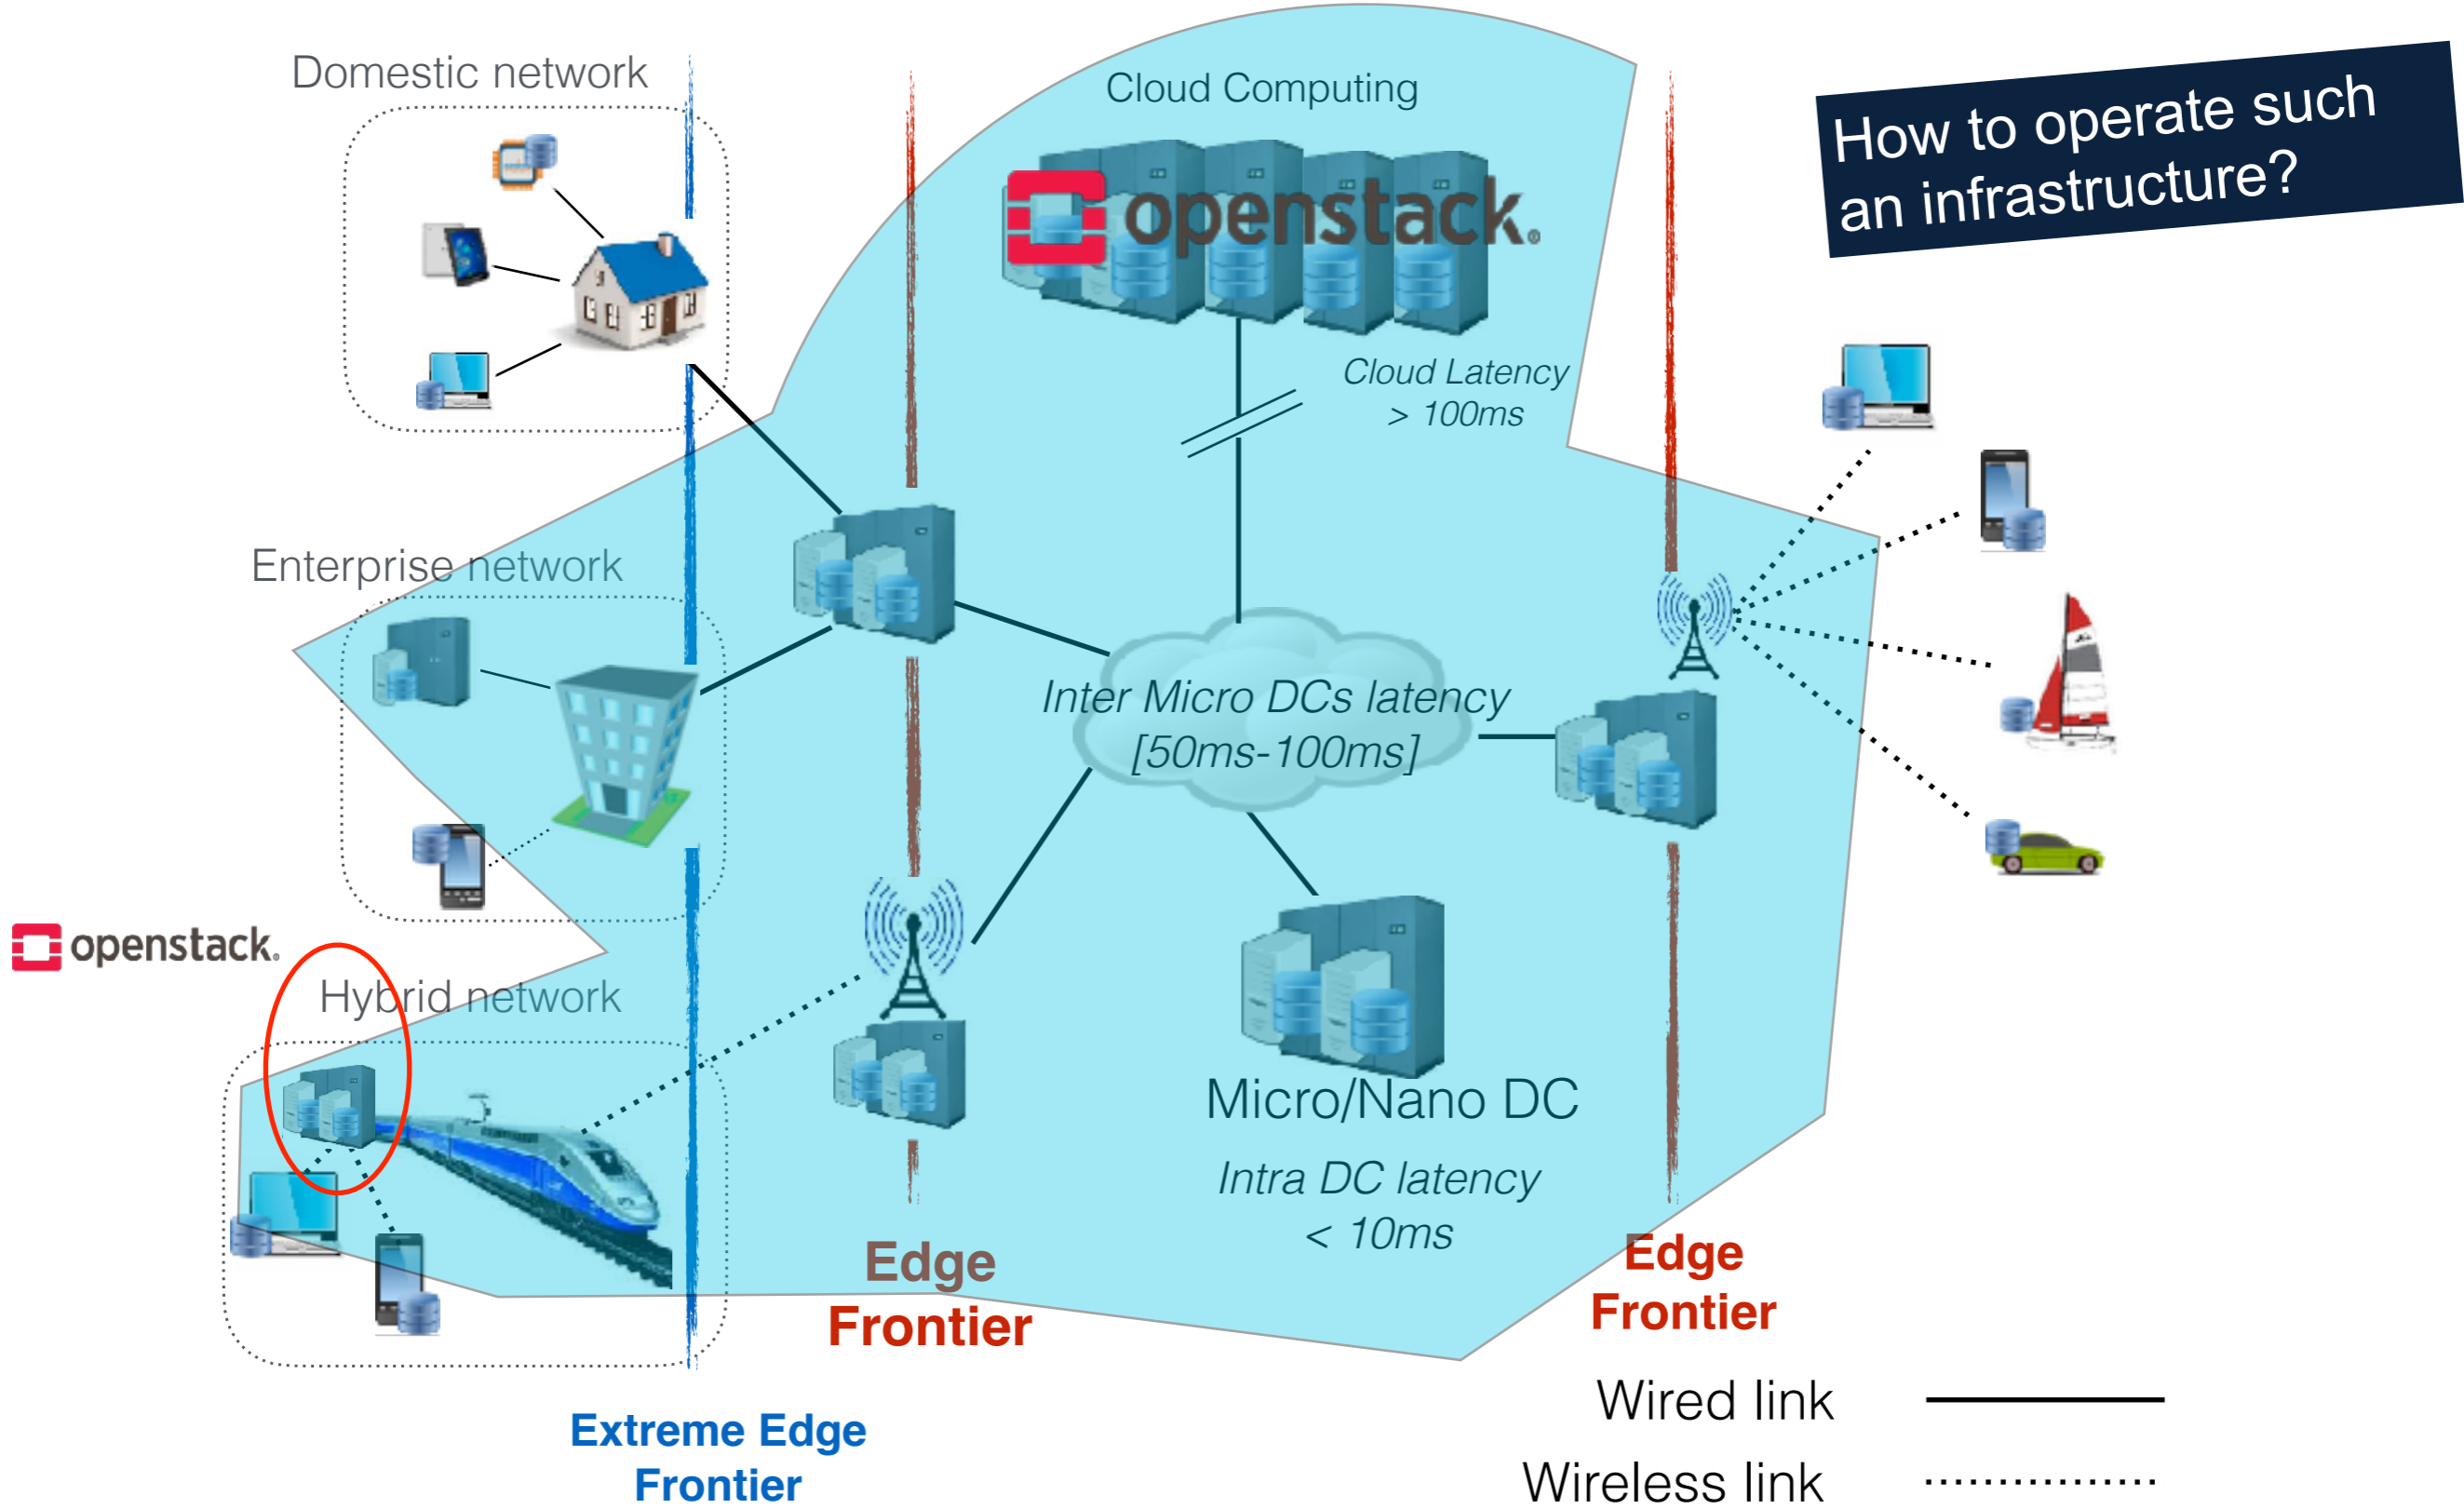 Domestic network
Cloud Computing
How to operate such
an infrastructure?
openstack.
Cloud Latency
> 100ms
Enterprise network
Inter Micro DCs latency
[50ms-100ms]
openstack.
Hybrid network
Micro/Nano DC
Intra DC latency
< 10ms
Edge
Frontier
Edge
Frontier
Extreme Edge
Frontier
Wired link
Wireless link